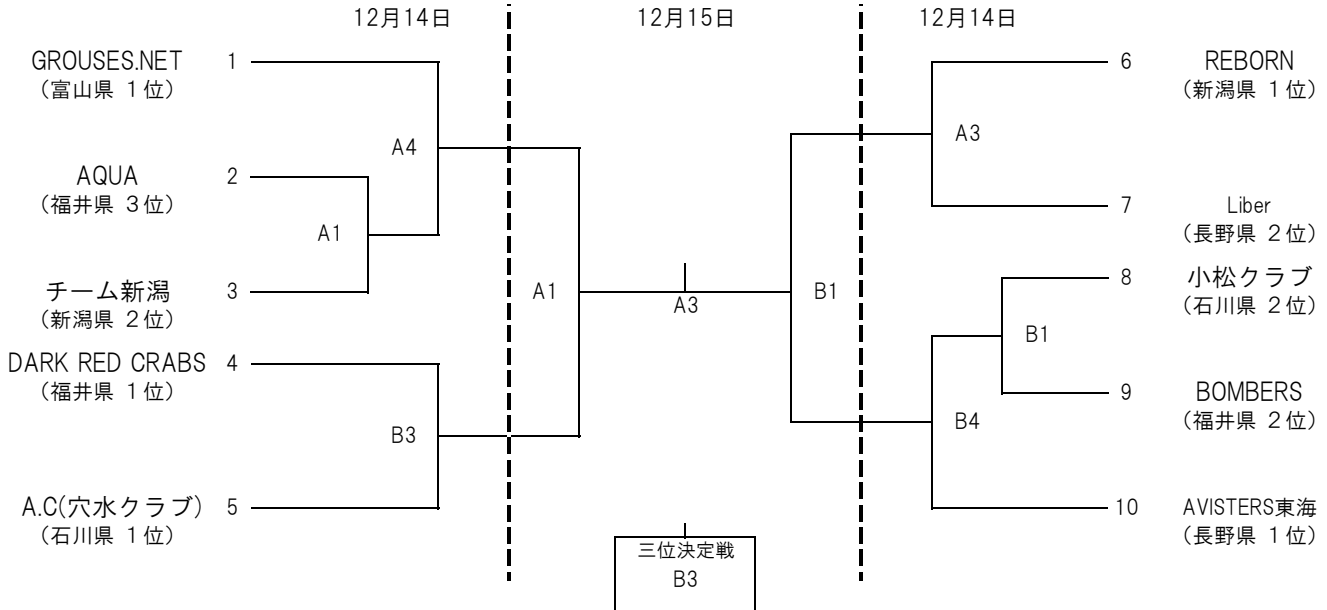 12月14日
12月15日
12月14日
GROUSES.NET 1
（富山県 1位）
AQUA 2
（福井県 3位）
チーム新潟 3
（新潟県 2位）
DARK RED CRABS 4
（福井県 1位）
A.C(穴水クラブ) 5
（石川県 1位）
A4
A1
B3
A1
A3
B1
三位決定戦
B3
A3
B1
B4
6 REBORN
（新潟県 1位）
7 Liber
（長野県 2位）
8 小松クラブ
（石川県 2位）
9 BOMBERS
（福井県 2位）
10 AVISTERS東海
（長野県 1位）